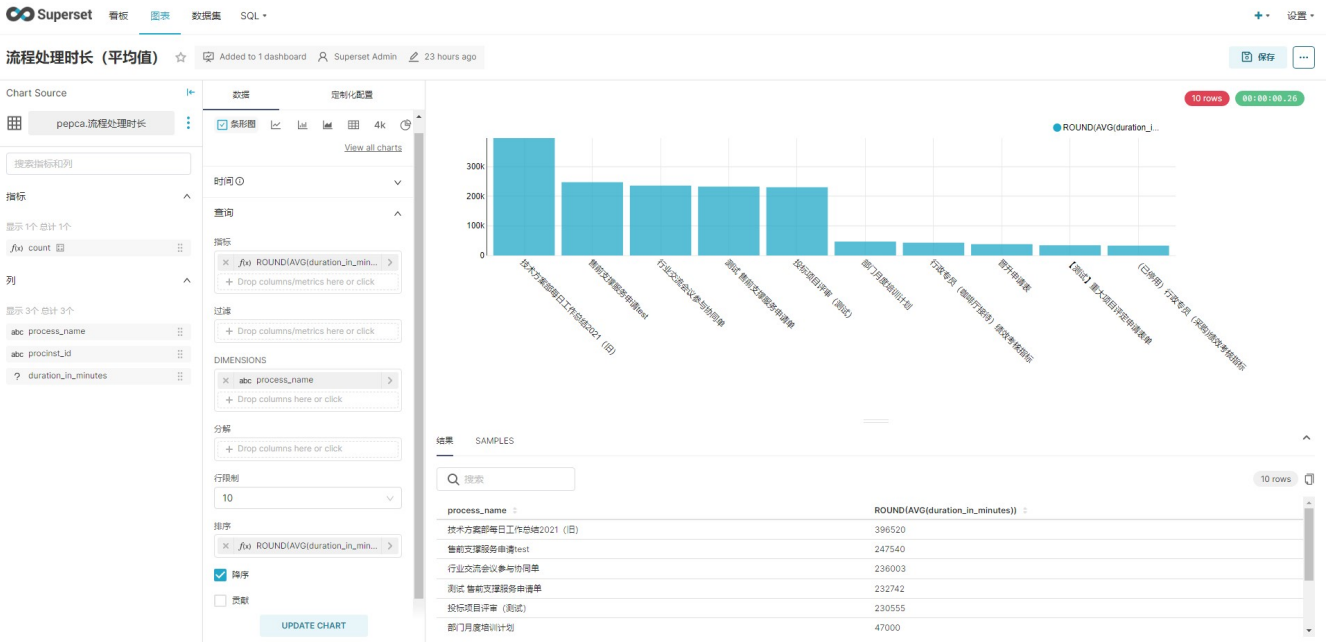 Superset 看板 图表 数据集 SQL 设置
流程处理时长（平均值） Added to 1 dashboard Superset Admin 23 hours ago 保存
Chart Source
pepca.流程处理时长
搜索指标和列
指标
显示 1个 总计 1个
f(x) count
列
显示 3个 总计 3个
abc process_name
abc procinst_id
? duration_in_minutes
数据 定制化配置
条形图 4k
View all charts
时间
查询
指标
f(x) ROUND(AVG(duration_in_min...
+ Drop columns/metrics here or click
过滤
+ Drop columns/metrics here or click
DIMENSIONS
abc process_name
+ Drop columns here or click
分解
+ Drop columns here or click
行限制
10
排序
f(x) ROUND(AVG(duration_in_min...
降序
贡献
UPDATE CHART
10 rows 00:00:00.26
ROUND(AVG(duration_i...
300k
200k
100k
0
技术方案部每日工作总结2021（旧）
售前支撑服务申请test
行业交流会议参与协同单
测试 售前支撑服务申请单
投标项目评审（测试）
部门月度培训计划
行政专员（咖啡厅接待）绩效考核指标
晋升申请表
【测试】重大项目评定申请表单
（已停用）行政专员（采购)绩效考核指标
结果 SAMPLES
搜索 10 rows
process_name ROUND(AVG(duration_in_minutes))
技术方案部每日工作总结2021（旧） 396520
售前支撑服务申请test 247540
行业交流会议参与协同单 236003
测试 售前支撑服务申请单 232742
投标项目评审（测试） 230555
部门月度培训计划 47000